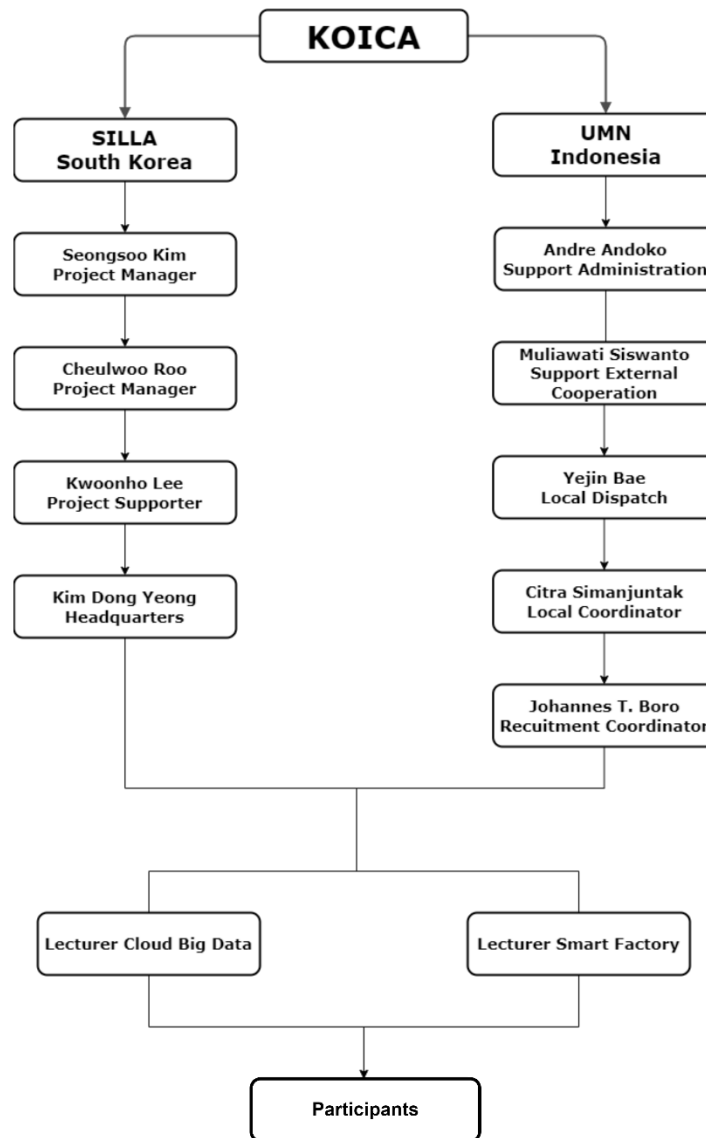 KOICA
SILLA
South Korea
Seongsoo Kim
Project Manager
Cheulwoo Roo
Project Manager
Kwoonho Lee
Project Supporter
Kim Dong Yeong
Headquarters
UMN
Indonesia
Andre Andoko
Support Administration
Muliawati Siswanto
Support External
Cooperation
Yejin Bae
Local Dispatch
Citra Simanjuntak
Local Coordinator
Johannes T. Boro
Recuitment Coordinator
Lecturer Cloud Big Data
Lecturer Smart Factory
Participants